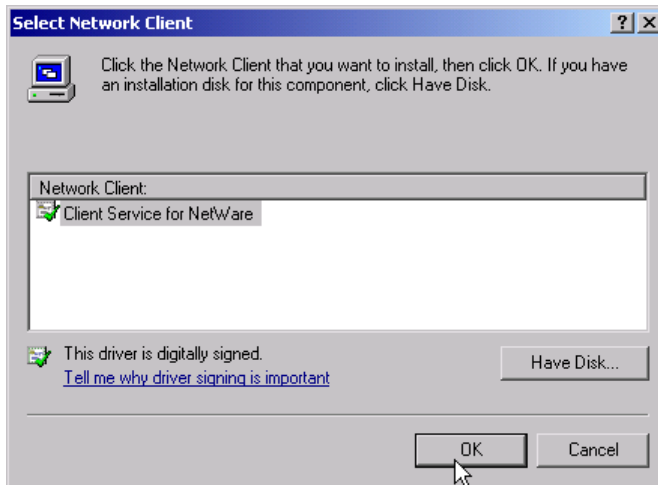 Select Network Client
Click the Network Client that you want to install, then click OK. If you have
an installation disk for this component, click Have Disk.
Network Client:
Client Service for NetWare
This driver is digitally signed.
Tell me why driver signing is important
Have Disk...
OK
Cancel